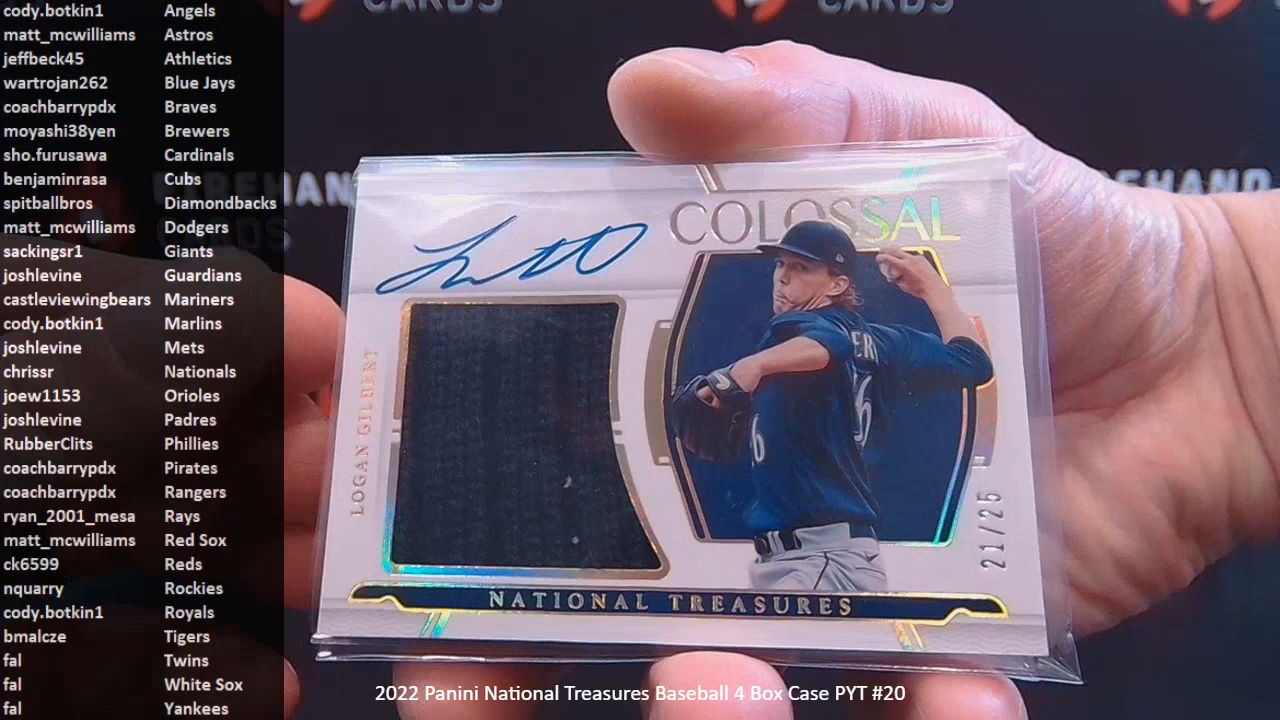 cody.botkin1 Angels
matt_mcwilliams Astros
jeffbeck45 Athletics
wartrojan262 Blue Jays
coachbarrypdx Braves
moyashi38yen Brewers
sho.furusawa Cardinals
benjaminrasa Cubs
spitballbros Diamondbacks
matt_mcwilliams Dodgers
sackingsr1 Giants
joshlevine Guardians
castleviewingbears Mariners
cody.botkin1 Marlins
joshlevine Mets
chrissr Nationals
joew1153 Orioles
joshlevine Padres
RubberClits Phillies
coachbarrypdx Pirates
coachbarrypdx Rangers
ryan_2001_mesa Rays
matt_mcwilliams Red Sox
ck6599 Reds
nquarry Rockies
cody.botkin1 Royals
bmalcze Tigers
fal Twins
fal White Sox
fal Yankees
CARDS
CARDS
CARDS
COLOSSAL
LOGAN GILBERT
21/25
NATIONAL TREASURES
2022 Panini National Treasures Baseball 4 Box Case PYT #20